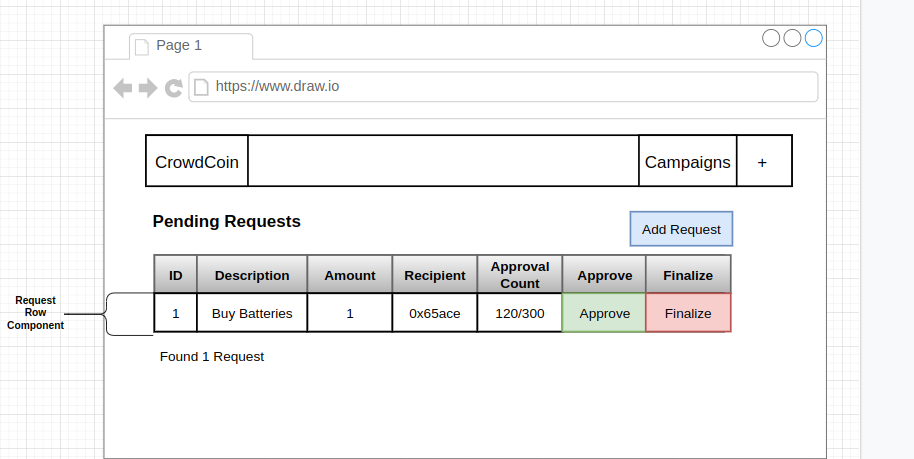 Page 1
https://www.draw.io
CrowdCoin Campaigns +
Pending Requests
Add Request
ID Description Amount Recipient Approval Count Approve Finalize
Request
Row
Component
1 Buy Batteries 1 0x65ace 120/300 Approve Finalize
Found 1 Request